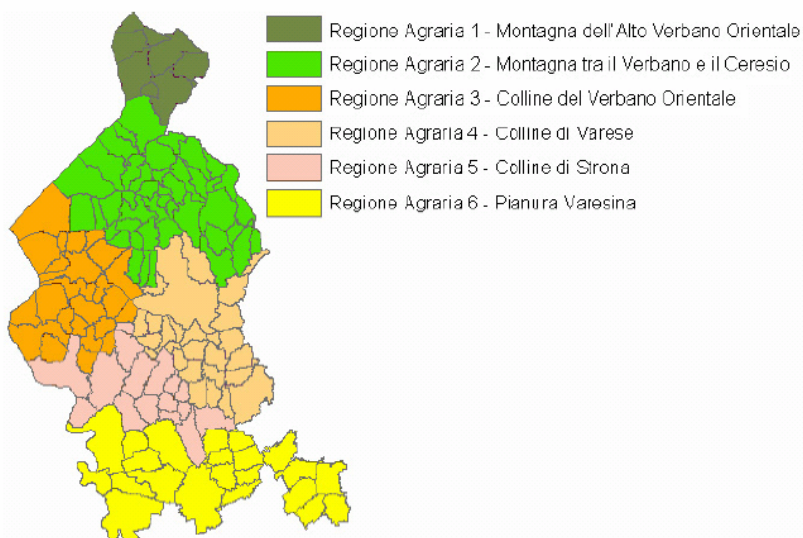 Regione Agraria 1 - Montagna dell'Alto Verbano Orientale
Regione Agraria 2 - Montagna tra il Verbano e il Ceresio
Regione Agraria 3 - Colline del Verbano Orientale
Regione Agraria 4 - Colline di Varese
Regione Agraria 5 - Colline di Strona
Regione Agraria 6 - Pianura Varesina